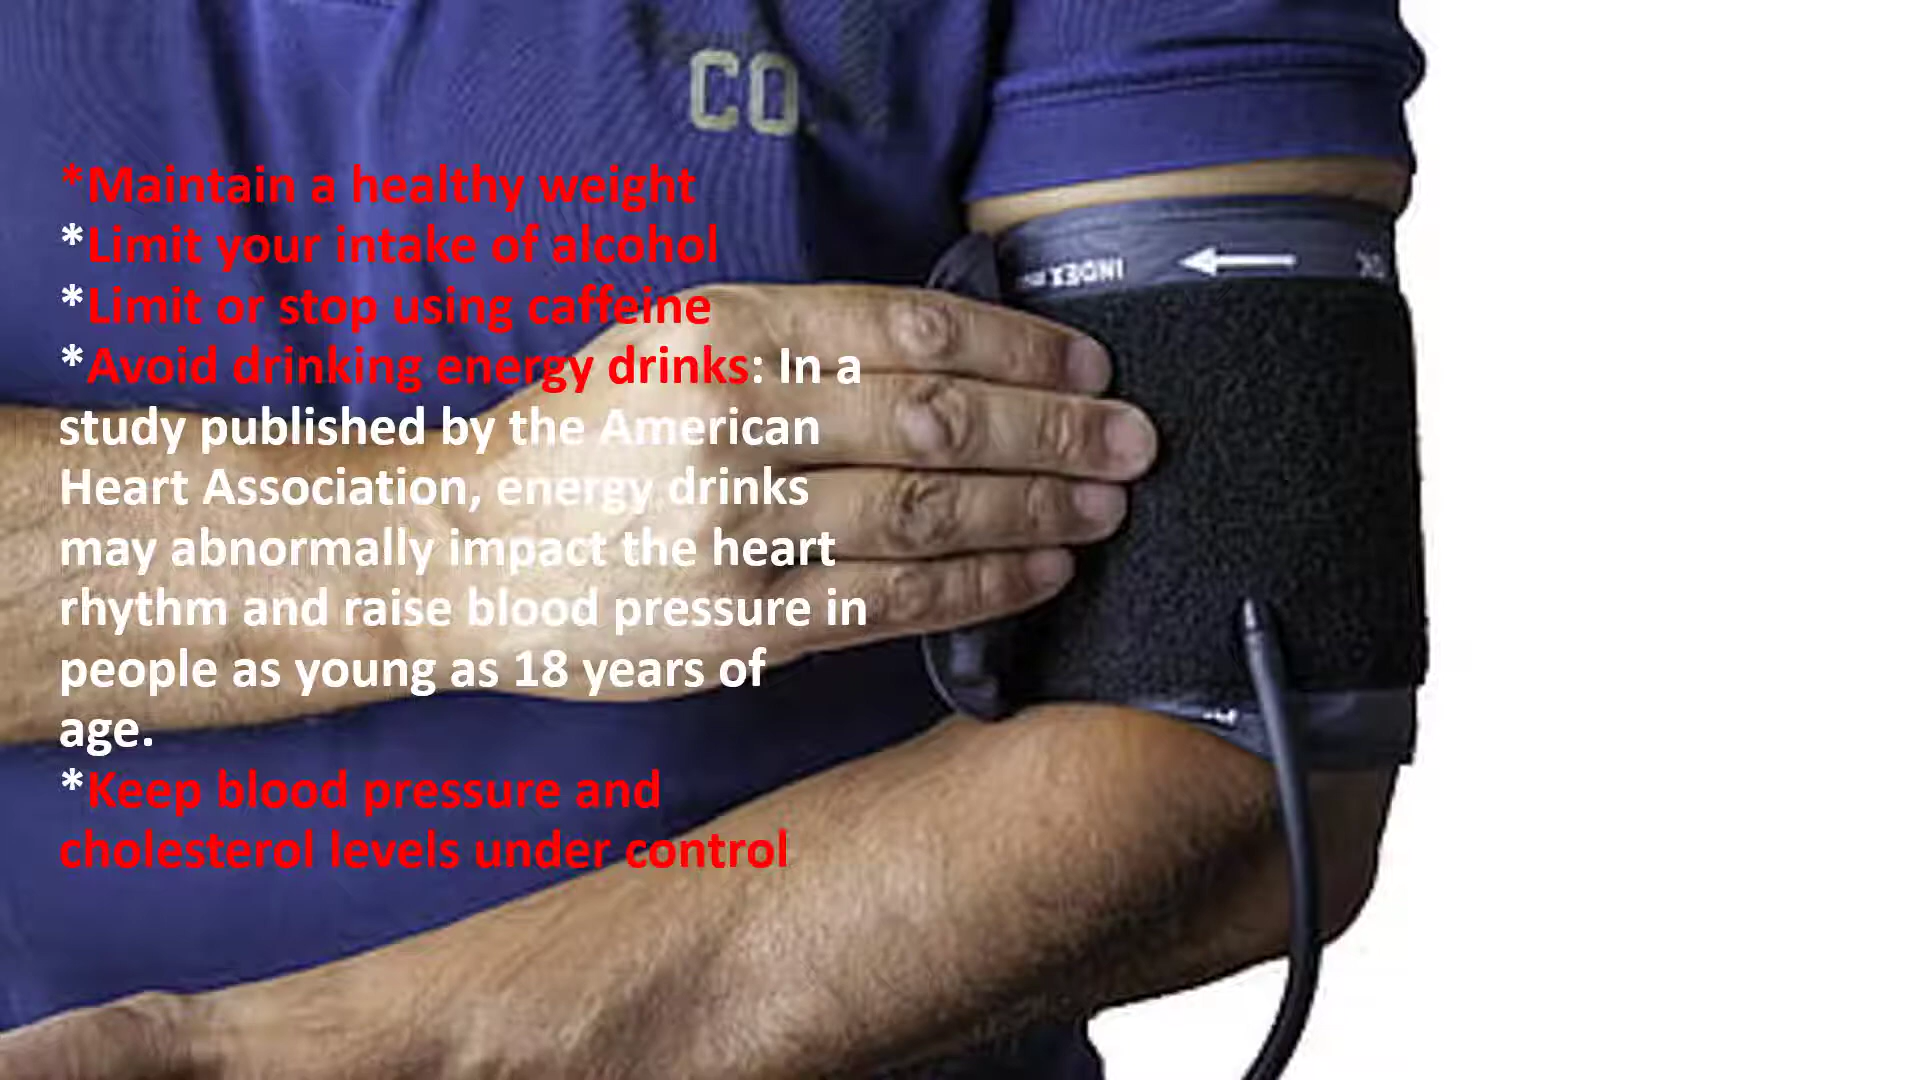 CO.
*Maintain a healthy weight
*Limit your intake of alcohol
*Limit or stop using caffeine
*Avoid drinking energy drinks: In a
study published by the American
Heart Association, energy drinks
may abnormally impact the heart
rhythm and raise blood pressure in
people as young as 18 years of
age.
*Keep blood pressure and
cholesterol levels under control
INDEX